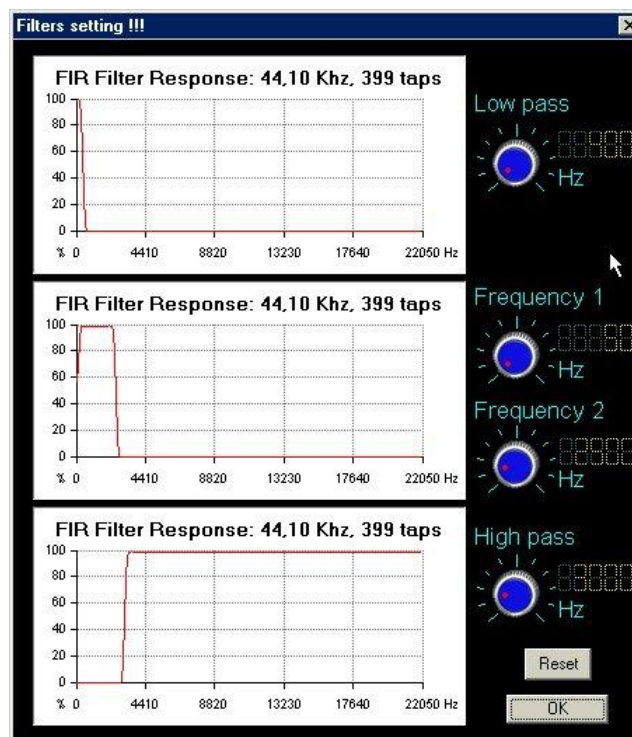 Filters setting !!!
FIR Filter Response: 44,10 Khz, 399 taps
100
80
60
40
20
0
% 0 4410 8820 13230 17640 22050 Hz
Low pass
Hz
FIR Filter Response: 44,10 Khz, 399 taps
100
80
60
40
20
0
% 0 4410 8820 13230 17640 22050 Hz
Frequency 1
Hz
Frequency 2
Hz
FIR Filter Response: 44,10 Khz, 399 taps
100
80
60
40
20
0
% 0 4410 8820 13230 17640 22050 Hz
High pass
Hz
Reset
OK